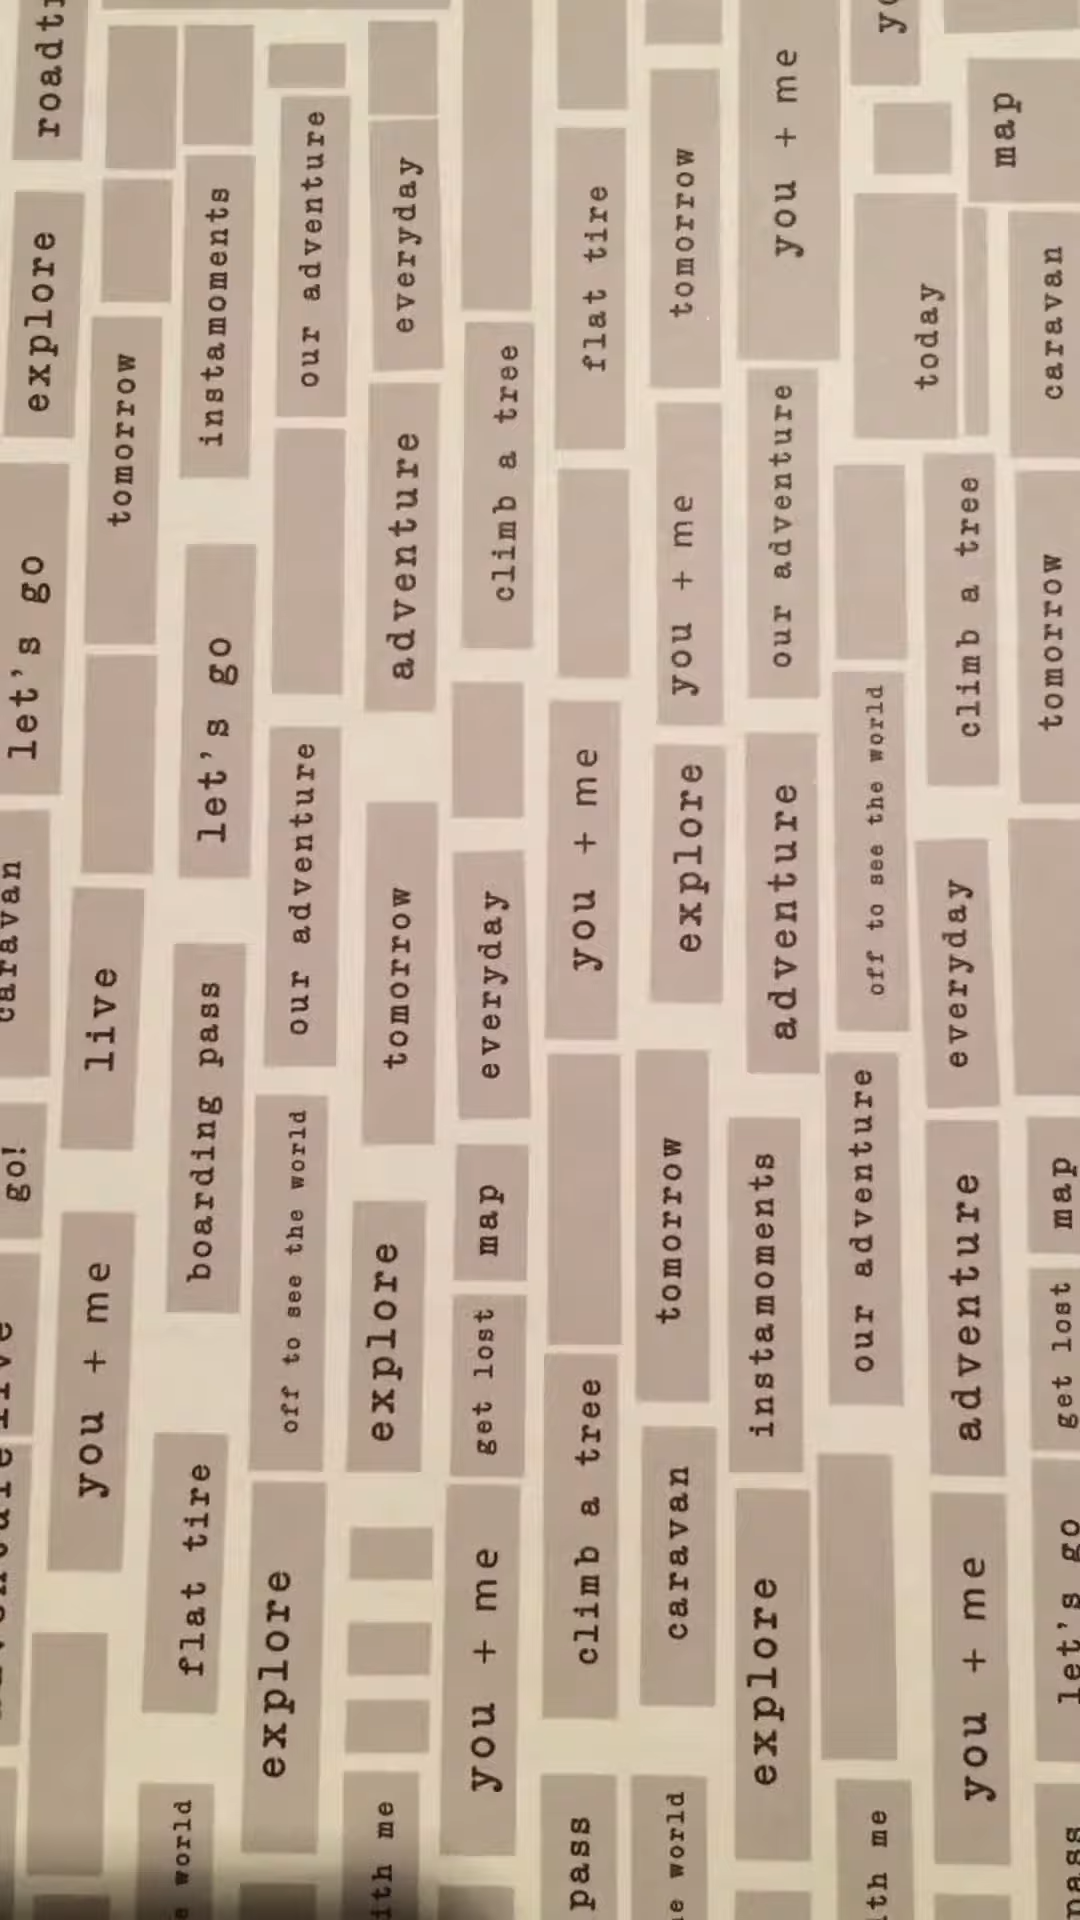 go! caravan let's go explore
you + me live tomorrow
world flat tire boarding pass let's go instamoments
explore off to see the world our adventure our adventure
me explore tomorrow adventure everyday
you + me get lost map everyday climb a tree
pass climb a tree you + me flat tire
world caravan tomorrow explore you + me tomorrow
explore instamoments adventure our adventure you + me
me our adventure off to see the world
you + me adventure everyday climb a tree today
let's go get lost map tomorrow caravan map